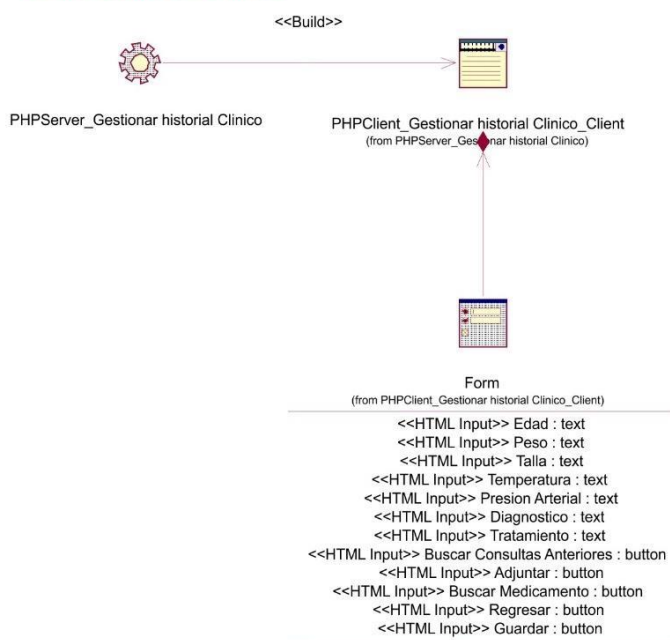 <<Build>>
PHPServer_Gestionar historial Clinico
PHPClient_Gestionar historial Clinico_Client
(from PHPServer_Gestionar historial Clinico)
Form
(from PHPClient_Gestionar historial Clinico_Client)
<<HTML Input>> Edad : text
<<HTML Input>> Peso : text
<<HTML Input>> Talla : text
<<HTML Input>> Temperatura : text
<<HTML Input>> Presion Arterial : text
<<HTML Input>> Diagnostico : text
<<HTML Input>> Tratamiento : text
<<HTML Input>> Buscar Consultas Anteriores : button
<<HTML Input>> Adjuntar : button
<<HTML Input>> Buscar Medicamento : button
<<HTML Input>> Regresar : button
<<HTML Input>> Guardar : button